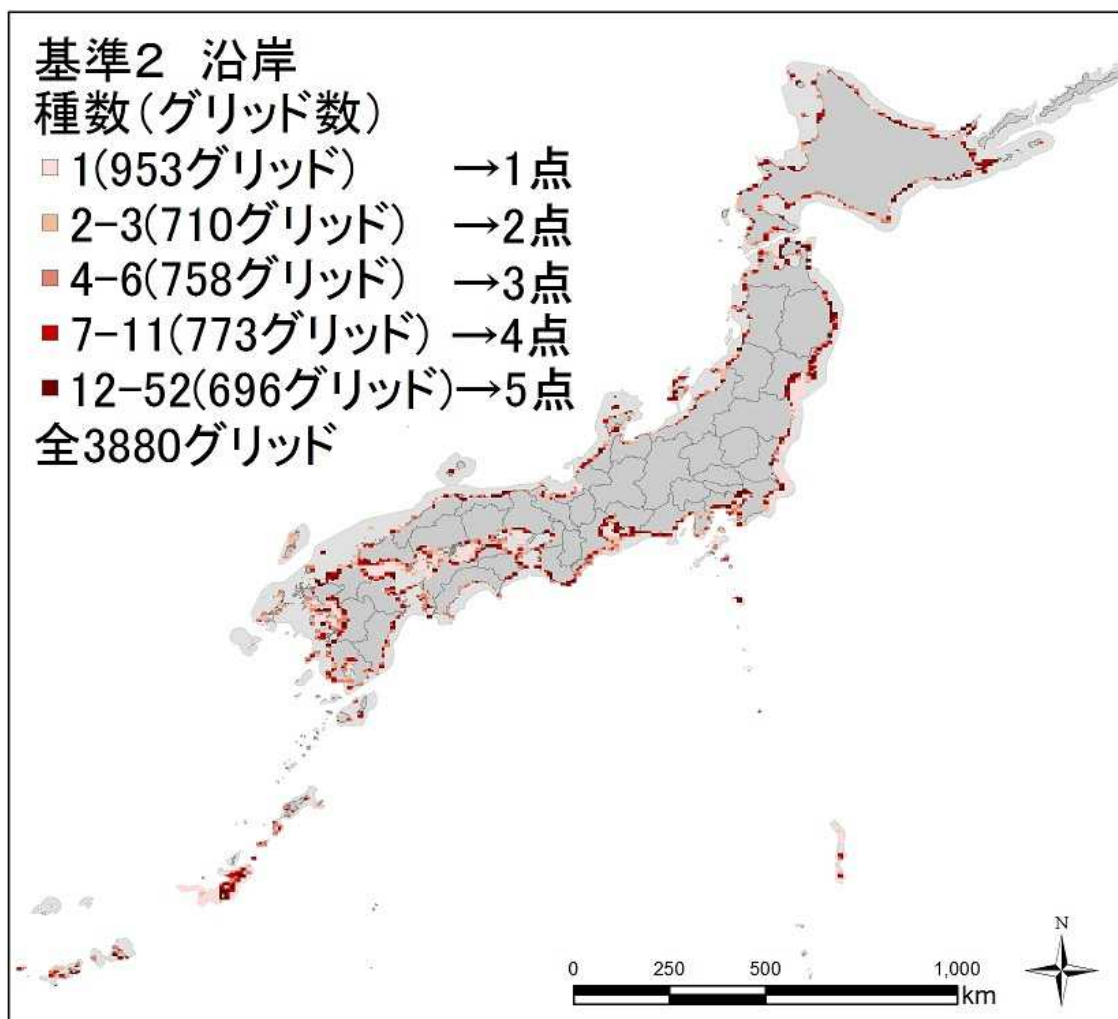 基準2 沿岸
種数(グリッド数)
1(953グリッド) →1点
2-3(710グリッド) →2点
4-6(758グリッド) →3点
7-11(773グリッド) →4点
12-52(696グリッド)→5点
全3880グリッド
N
0 250 500 1,000
km